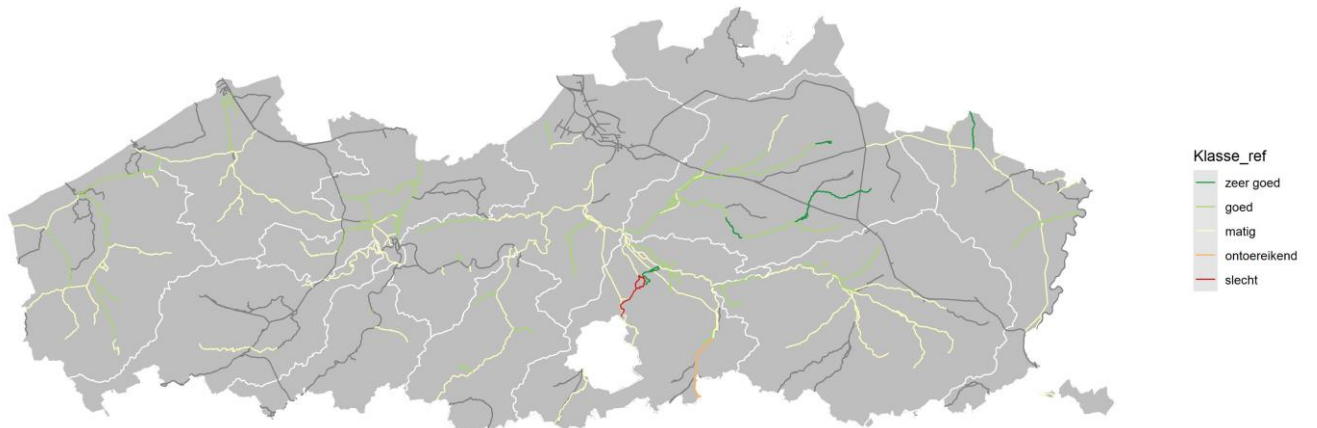 Klasse_ref
zeer goed
goed
matig
ontoereikend
slecht